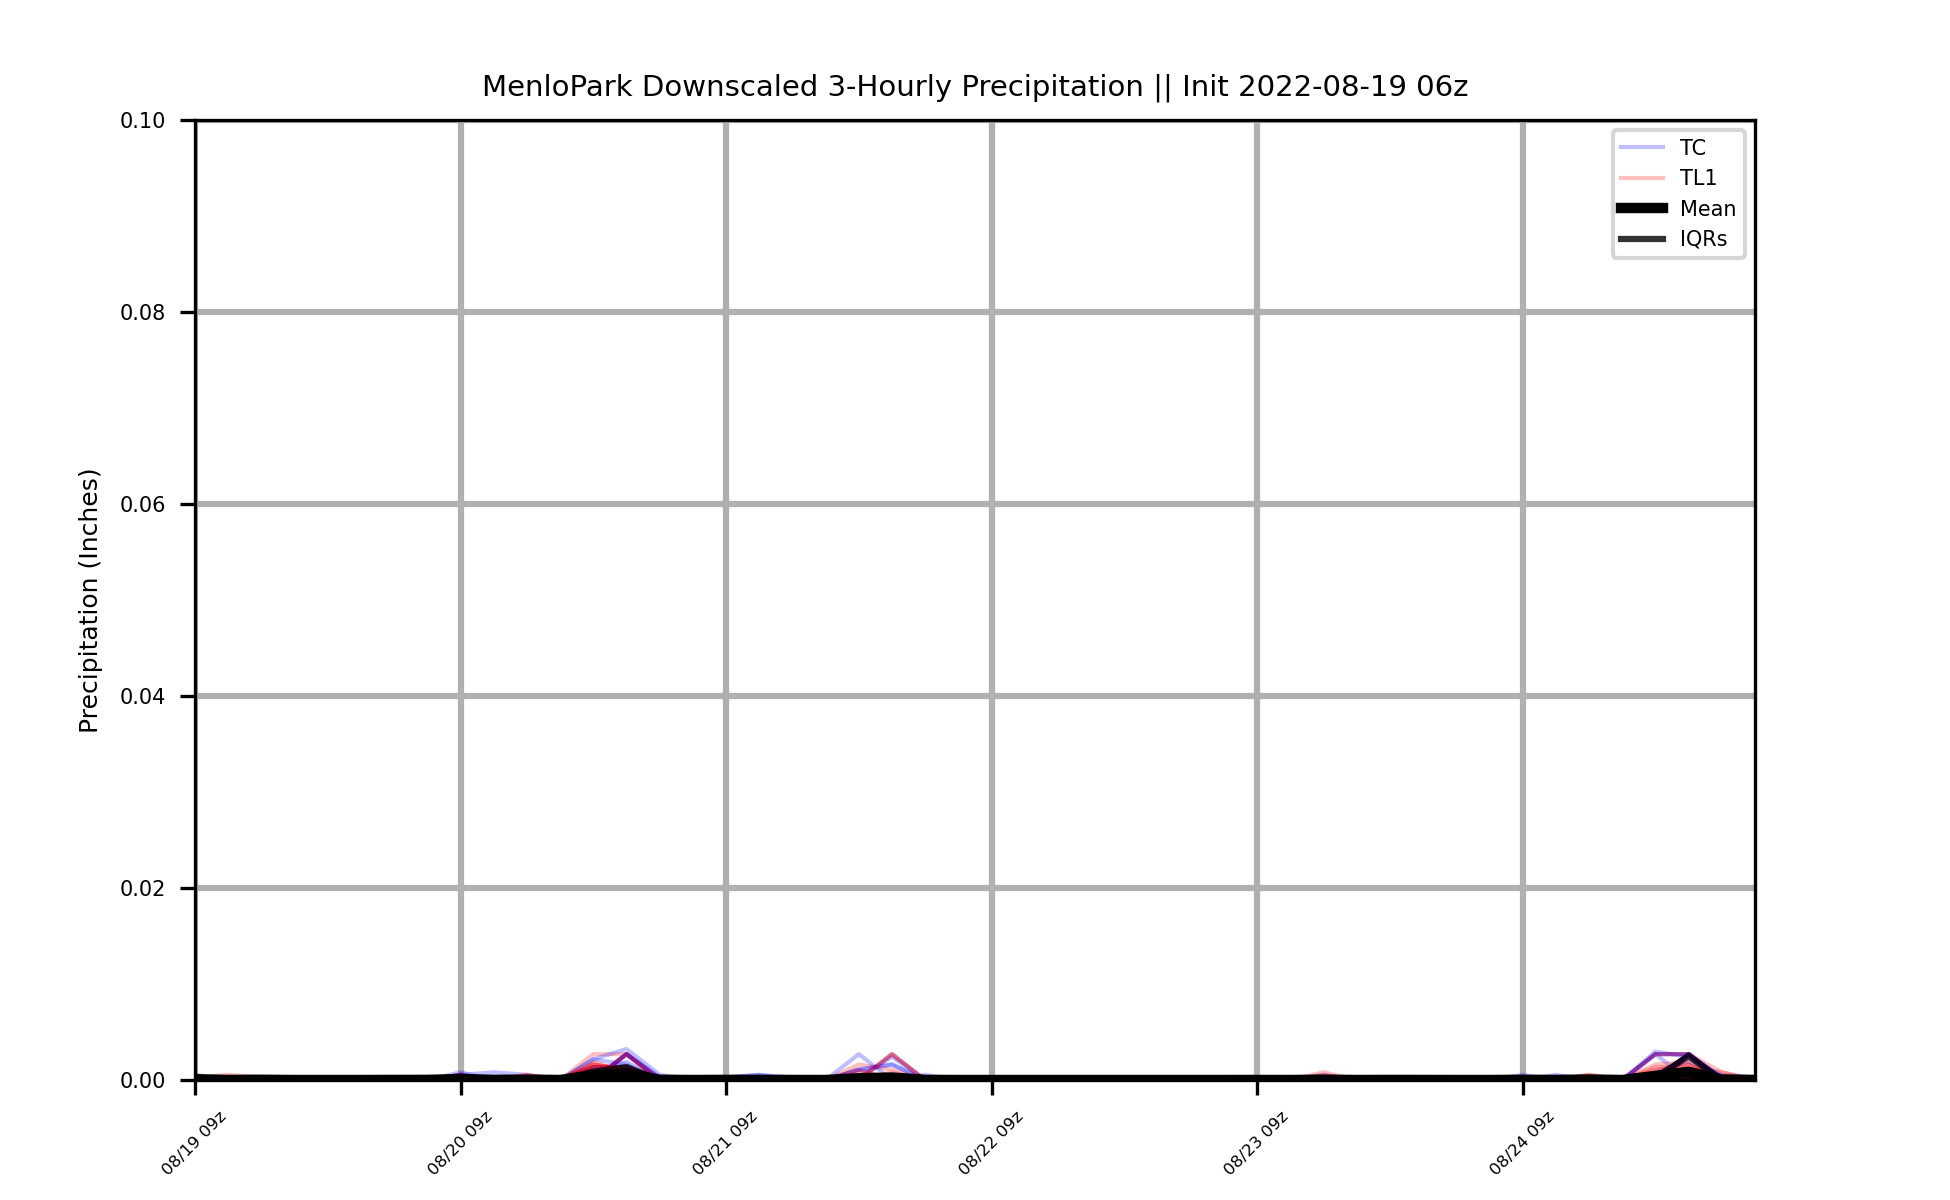 MenloPark Downscaled 3-Hourly Precipitation || Init 2022-08-19 06z
TC
TL1
Mean
IQRs
Precipitation (Inches)
0.10
0.08
0.06
0.04
0.02
0.00
08/19 09z
08/20 09z
08/21 09z
08/22 09z
08/23 09z
08/24 09z